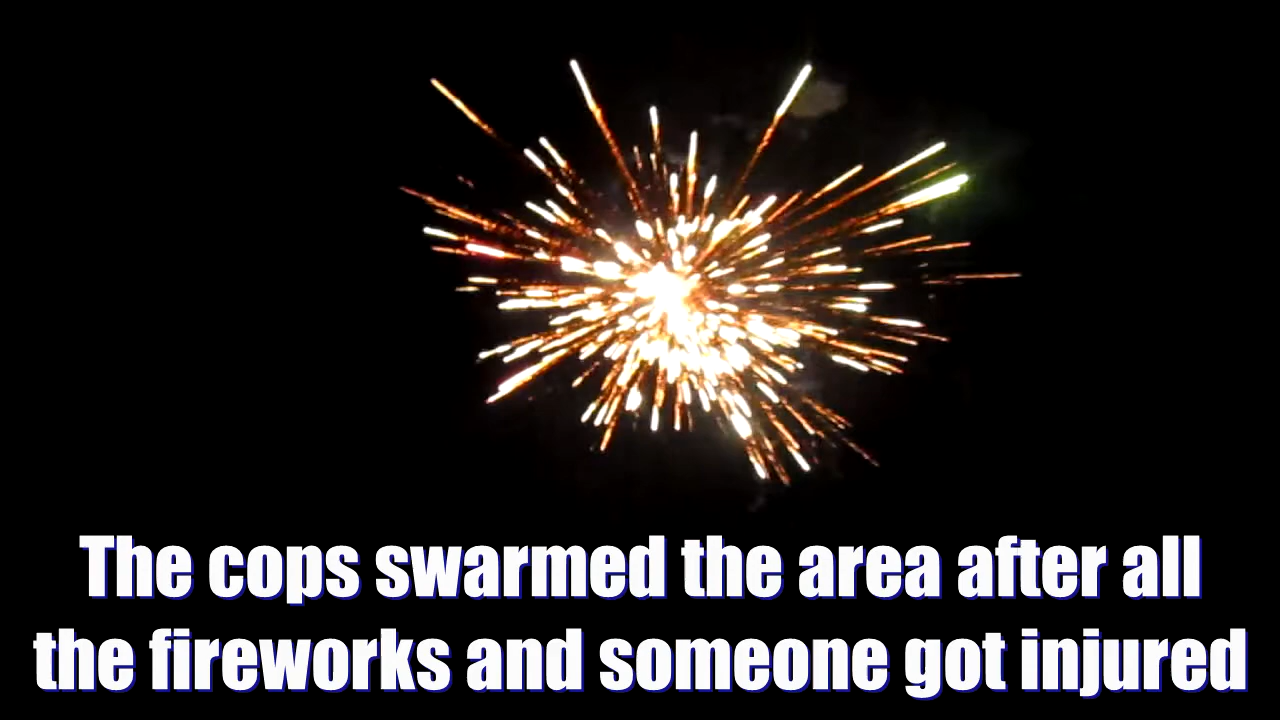 The cops swarmed the area after all
the fireworks and someone got injured